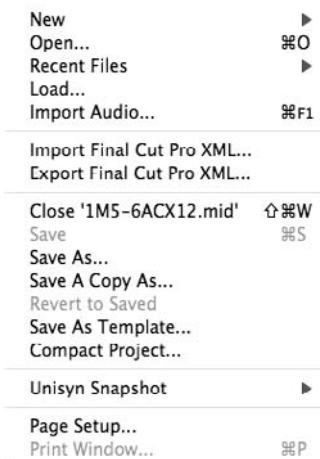 New ▶
Open... ⌘O
Recent Files ▶
Load...
Import Audio... ⌘F1
Import Final Cut Pro XML...
Export Final Cut Pro XML...
Close '1M5-6ACX12.mid' ⇧⌘W
Save ⌘S
Save As...
Save A Copy As...
Revert to Saved
Save As Template...
Compact Project...
Unisyn Snapshot ▶
Page Setup...
Print Window... ⌘P